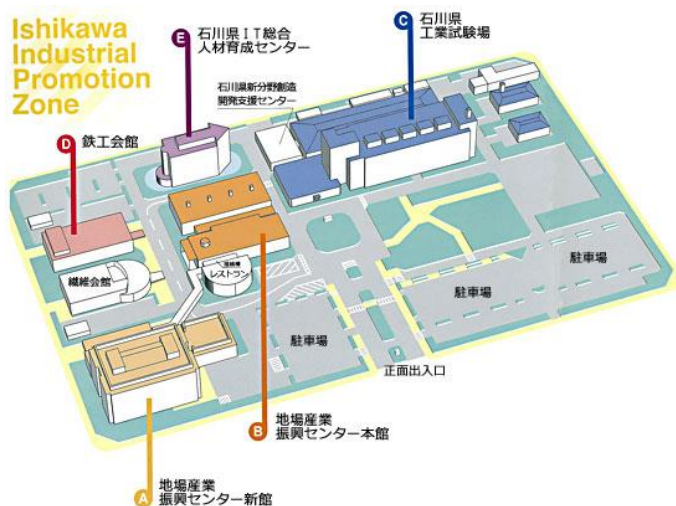 Ishikawa
Industrial
Promotion
Zone
E
石川県IT総合
人材育成センター
C
石川県
工業試験場
石川県新分野創造
開発支援センター
D
鉄工会館
繊維会館
レストラン
駐車場
駐車場
駐車場
正面出入口
B
地場産業
振興センター本館
A
地場産業
振興センター新館